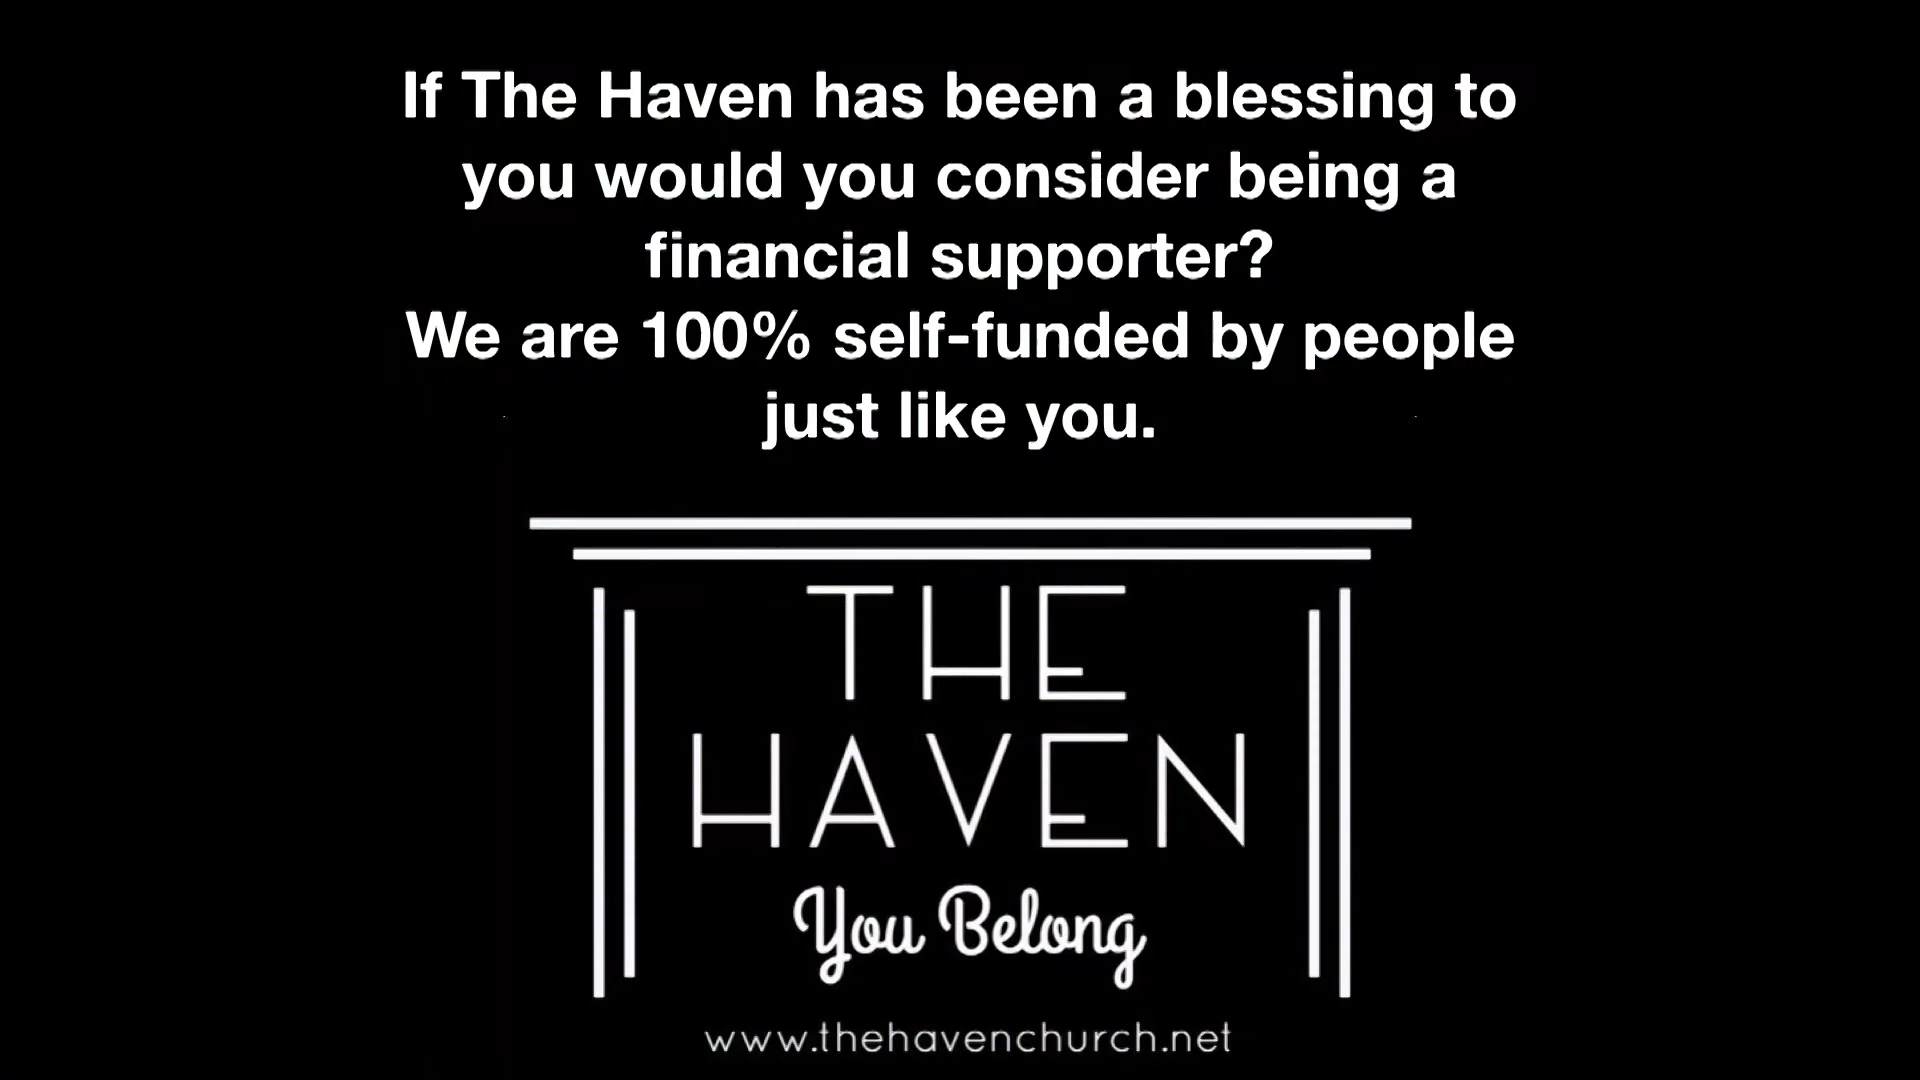 If The Haven has been a blessing to
you would you consider being a
financial supporter?
We are 100% self-funded by people
just like you.
THE
HAVEN
You Belong
www.thehavenchurch.net